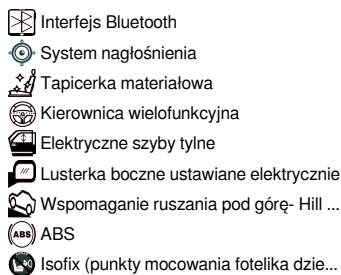 Interfejs Bluetooth
System nagłośnienia
Tapicerka materiałowa
Kierownica wielofunkcyjna
Elektryczne szyby tylne
Lusterka boczne ustawiane elektrycznie
Wspomaganie ruszania pod górę- Hill ...
(ABS) ABS
Isofix (punkty mocowania fotelika dzie...